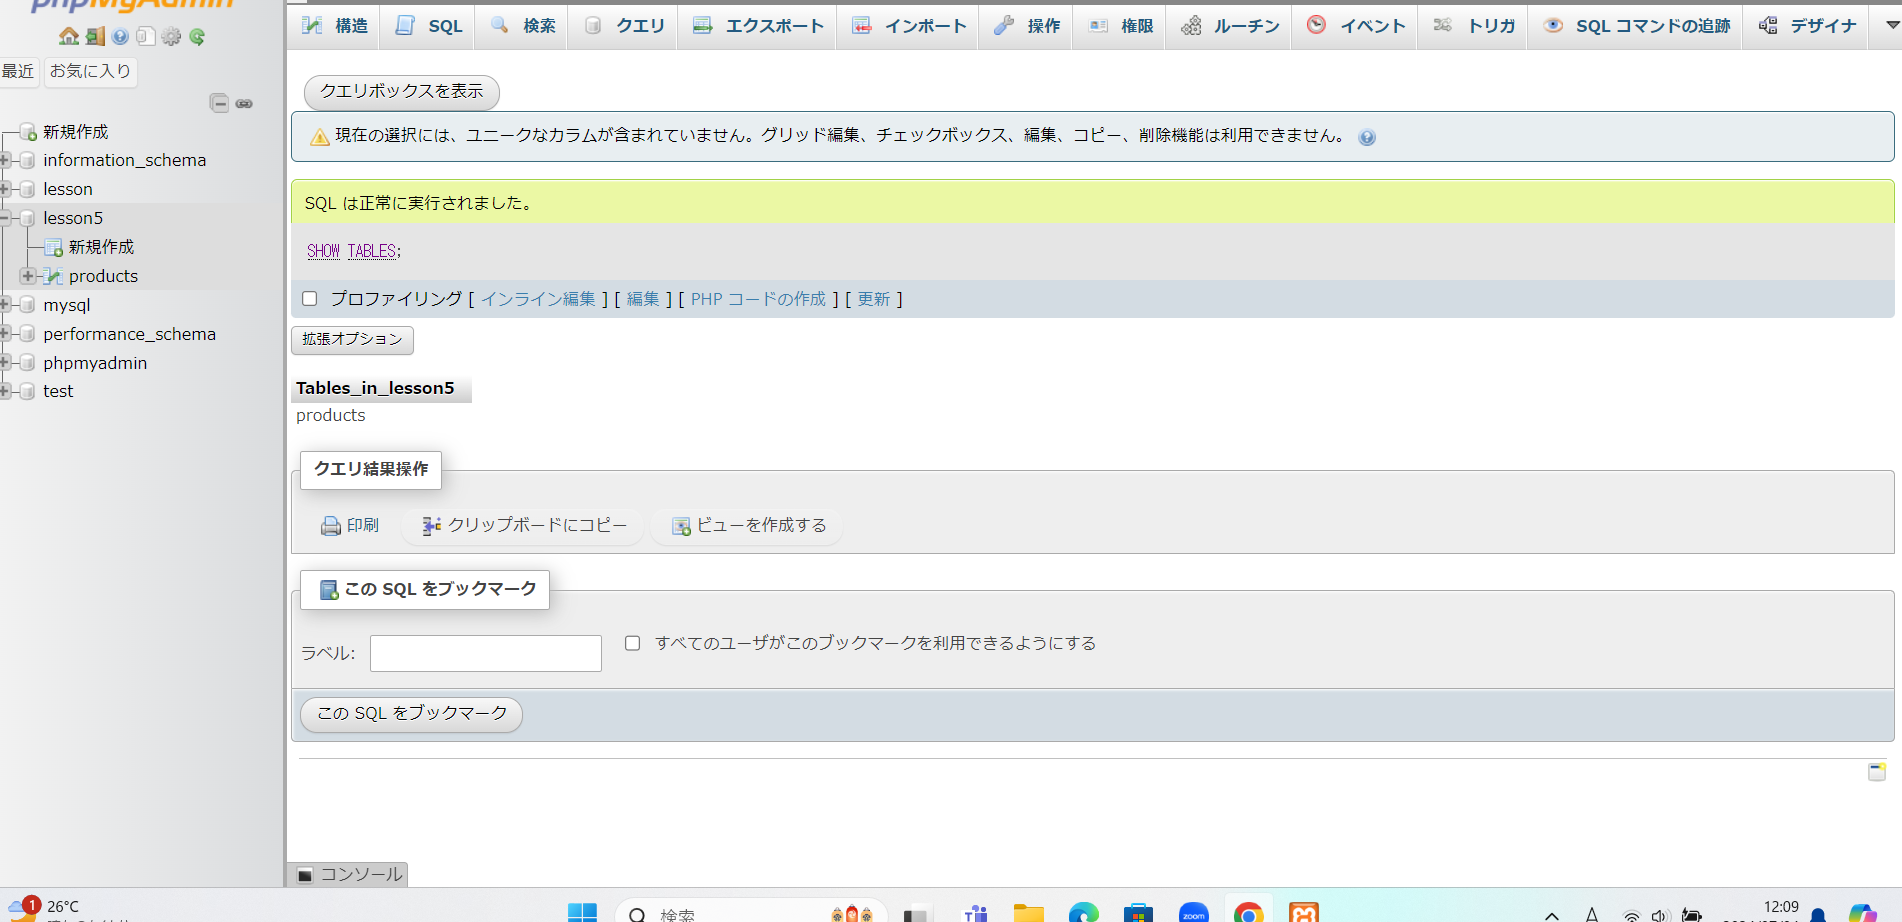 phpMyAdmin
最近 お気に入り
新規作成
information_schema
lesson
lesson5
新規作成
products
mysql
performance_schema
phpmyadmin
test
構造 SQL 検索 クエリ エクスポート インポート 操作 権限 ルーチン イベント トリガ SQL コマンドの追跡 デザイナ
クエリボックスを表示
現在の選択には、ユニークなカラムが含まれていません。グリッド編集、チェックボックス、編集、コピー、削除機能は利用できません。
SQL は正常に実行されました。
SHOW TABLES;
プロファイリング [ インライン編集 ] [ 編集 ] [ PHP コードの作成 ] [ 更新 ]
拡張オプション
Tables_in_lesson5
products
クエリ結果操作
印刷 クリップボードにコピー ビューを作成する
この SQL をブックマーク
ラベル: すべてのユーザがこのブックマークを利用できるようにする
この SQL をブックマーク
コンソール
1 26°C
検索
zoom
A
12:09